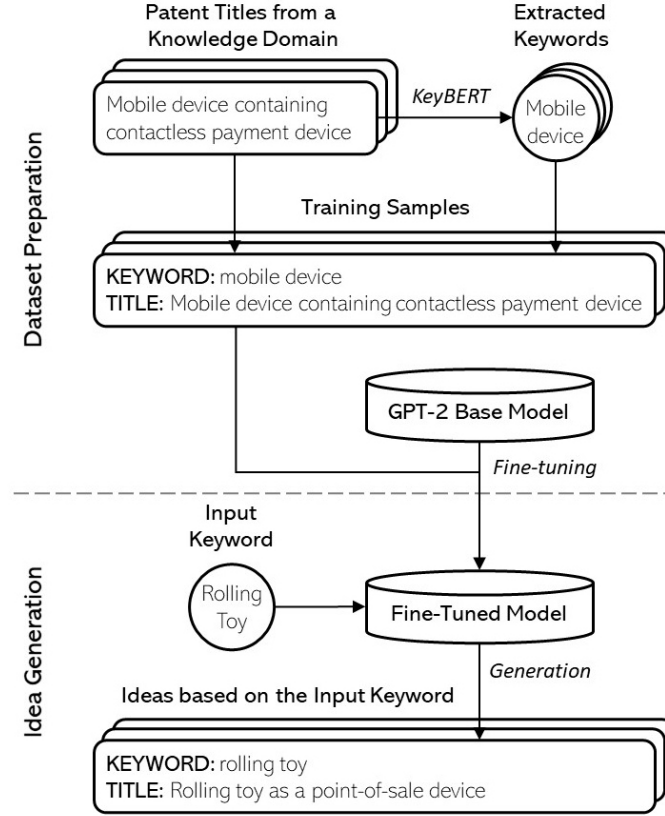 Patent Titles from a
Knowledge Domain
Extracted
Keywords
Mobile device containing
contactless payment device
KeyBERT
Mobile
device
Dataset Preparation
Training Samples
KEYWORD: mobile device
TITLE: Mobile device containing contactless payment device
GPT-2 Base Model
Fine-tuning
Input
Keyword
Idea Generation
Rolling
Toy
Fine-Tuned Model
Generation
Ideas based on the Input Keyword
KEYWORD: rolling toy
TITLE: Rolling toy as a point-of-sale device